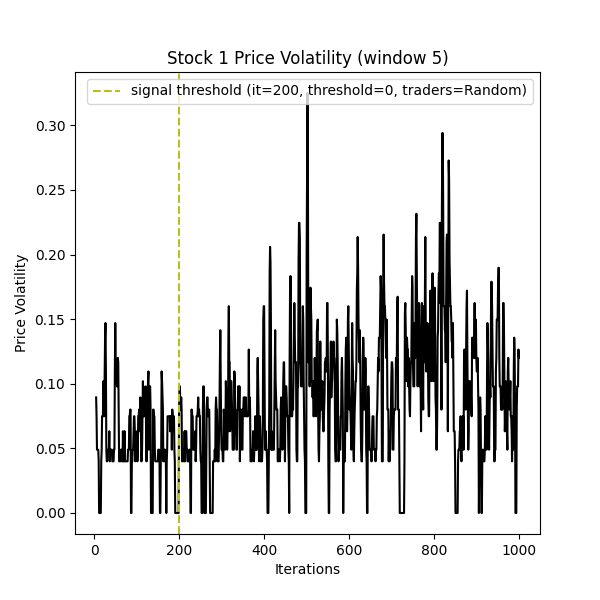 Stock 1 Price Volatility (window 5)
signal threshold (it=200, threshold=0, traders=Random)
0.30
0.25
0.20
0.15
0.10
0.05
0.00
Price Volatility
0 200 400 600 800 1000
Iterations